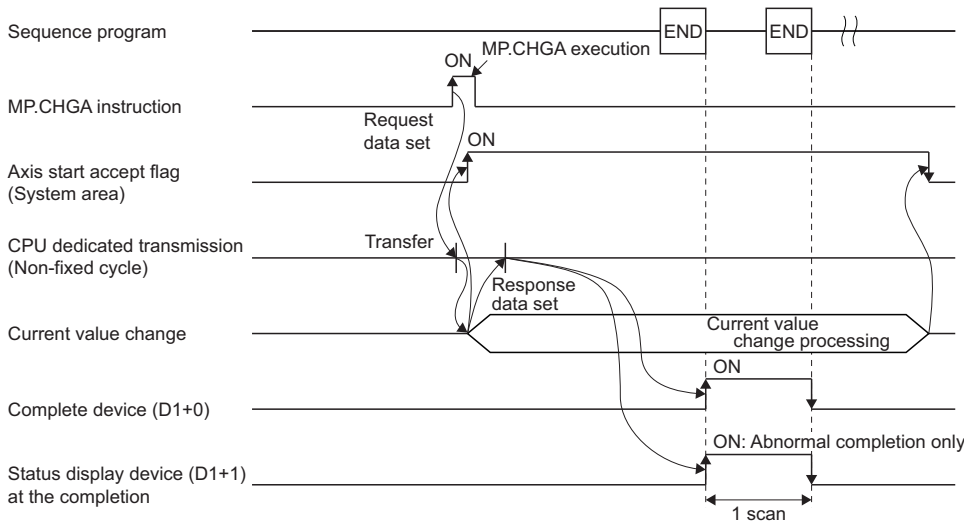 Sequence program
END
END
MP.CHGA execution
ON
MP.CHGA instruction
Request
data set
ON
Axis start accept flag
(System area)
CPU dedicated transmission
(Non-fixed cycle)
Transfer
Response
data set
Current value change
Current value
change processing
ON
Complete device (D1+0)
ON: Abnormal completion only
Status display device (D1+1)
at the completion
1 scan